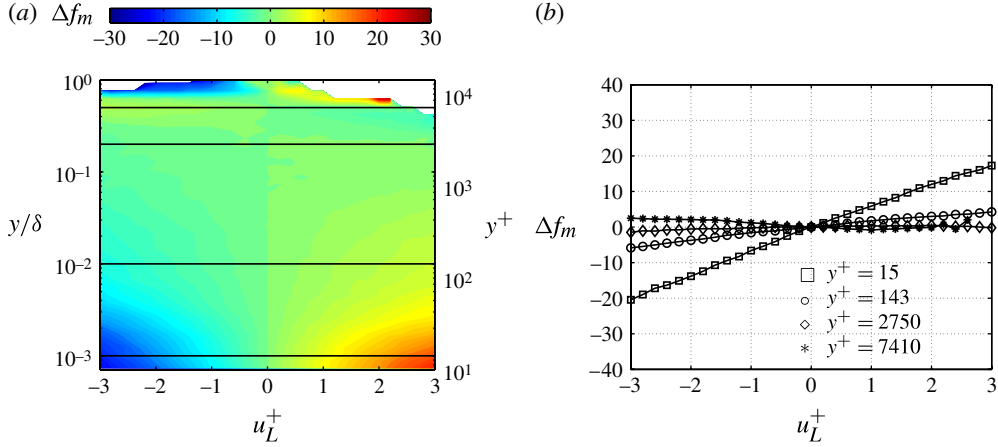 (a) Δf_m
−30 −20 −10 0 10 20 30
10^0
10^−1
10^−2
10^−3
y/δ
10^4
10^3
10^2
10^1
y^+
−3 −2 −1 0 1 2 3
u_L^+
(b)
40
30
20
10
0
−10
−20
−30
−40
Δf_m
y^+ = 15
y^+ = 143
y^+ = 2750
y^+ = 7410
−3 −2 −1 0 1 2 3
u_L^+